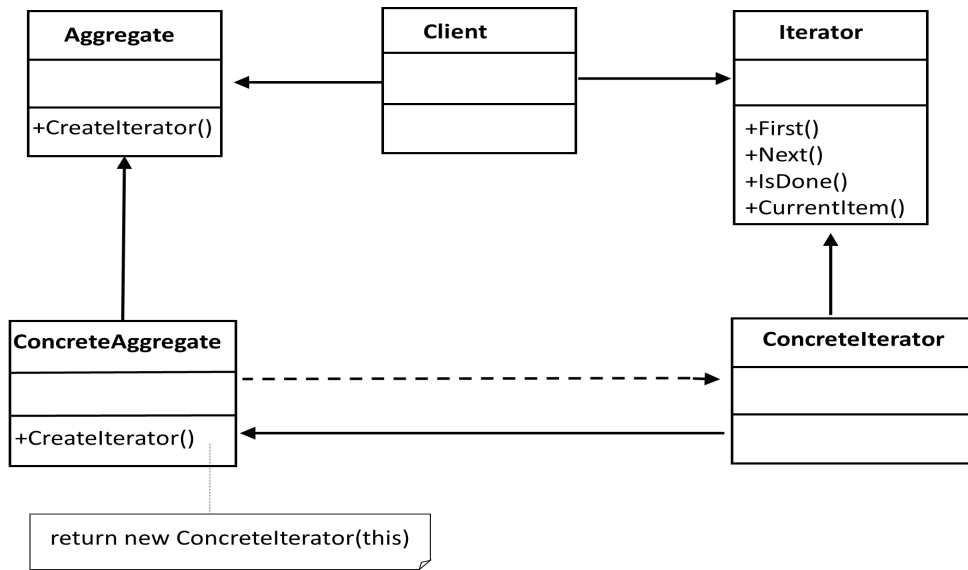 Aggregate
+CreateIterator()
Client
Iterator
+First()
+Next()
+IsDone()
+CurrentItem()
ConcreteAggregate
+CreateIterator()
ConcreteIterator
return new ConcreteIterator(this)